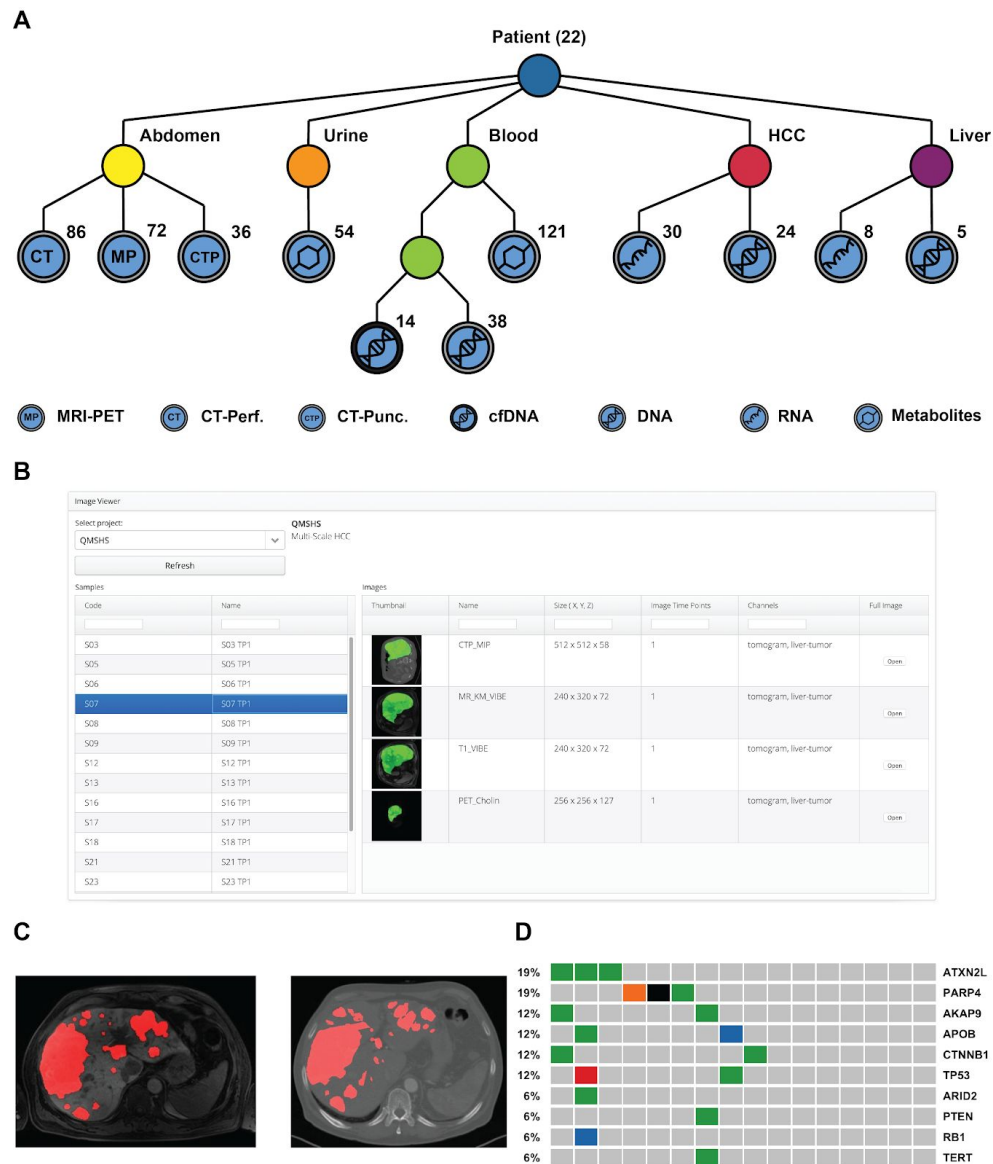 A
Patient (22)
Abdomen Urine Blood HCC Liver
CT 86 MP 72 CTP 36 54 121 30 24 8 5
14 38
MP MRI-PET CT CT-Perf. CTP CT-Punc. cfDNA DNA RNA Metabolites
B
Image Viewer
Select project: QMSHS
QMSHS Multi-Scale HCC
Refresh
Samples Images
Code Name Thumbnail Name Size ( X, Y, Z) Image Time Points Channels Full Image
S03 S03 TP1 CTP_MIP 512 x 512 x 58 1 tomogram, liver-tumor
S05 S05 TP1 Open
S06 S06 TP1
S07 S07 TP1 MR_KM_VIBE 240 x 320 x 72 1 tomogram, liver-tumor Open
S08 S08 TP1
S09 S09 TP1 T1_VIBE 240 x 320 x 72 1 tomogram, liver-tumor
S12 S12 TP1 Open
S13 S13 TP1
S16 S16 TP1 PET_Cholin 256 x 256 x 127 1 tomogram, liver-tumor
S17 S17 TP1 Open
S18 S18 TP1
S21 S21 TP1
S23 S23 TP1
C D
19% ATXN2L
19% PARP4
12% AKAP9
12% APOB
12% CTNNB1
12% TP53
6% ARID2
6% PTEN
6% RB1
6% TERT